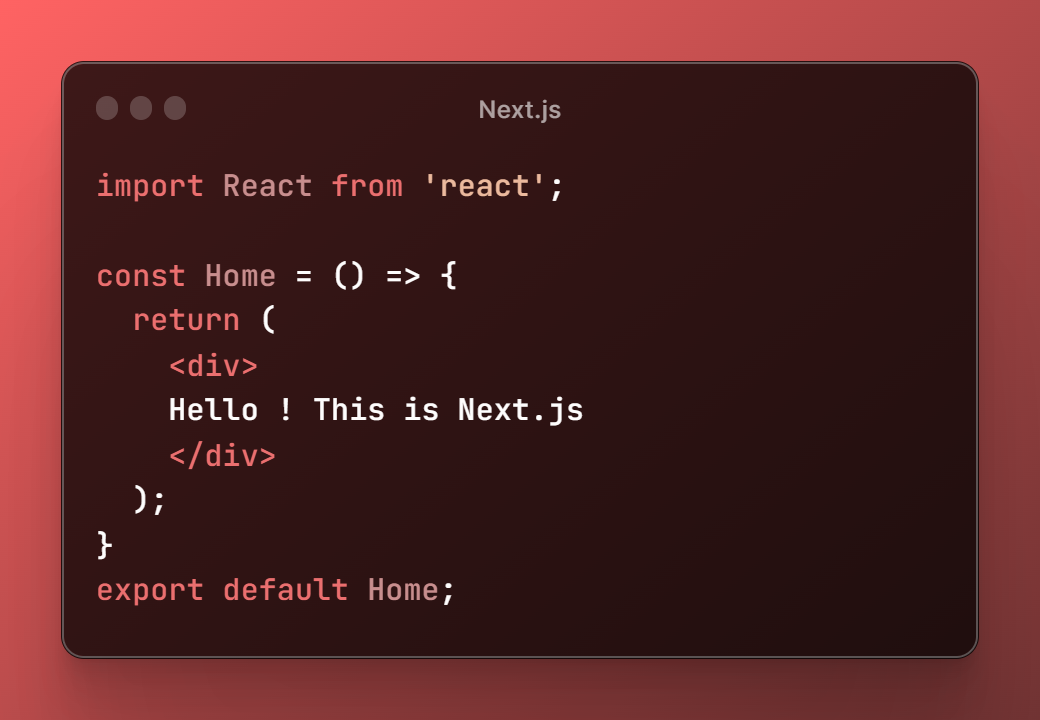 Next.js
import React from 'react';
const Home = () => {
  return (
    <div>
    Hello ! This is Next.js
    </div>
  );
}
export default Home;